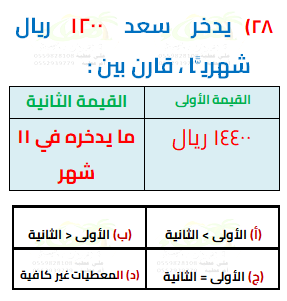 ٢٨) يدخر سعد ١٢٠٠ ريال
شهريًا ، قارن بين :
القيمة الأولى
القيمة الثانية
١٤٤٠٠ ريال
ما يدخره في ١١
شهر
(أ) الأولى > الثانية
(ب) الأولى < الثانية
(ج) الأولى = الثانية
(د) المعطيات غير كافية